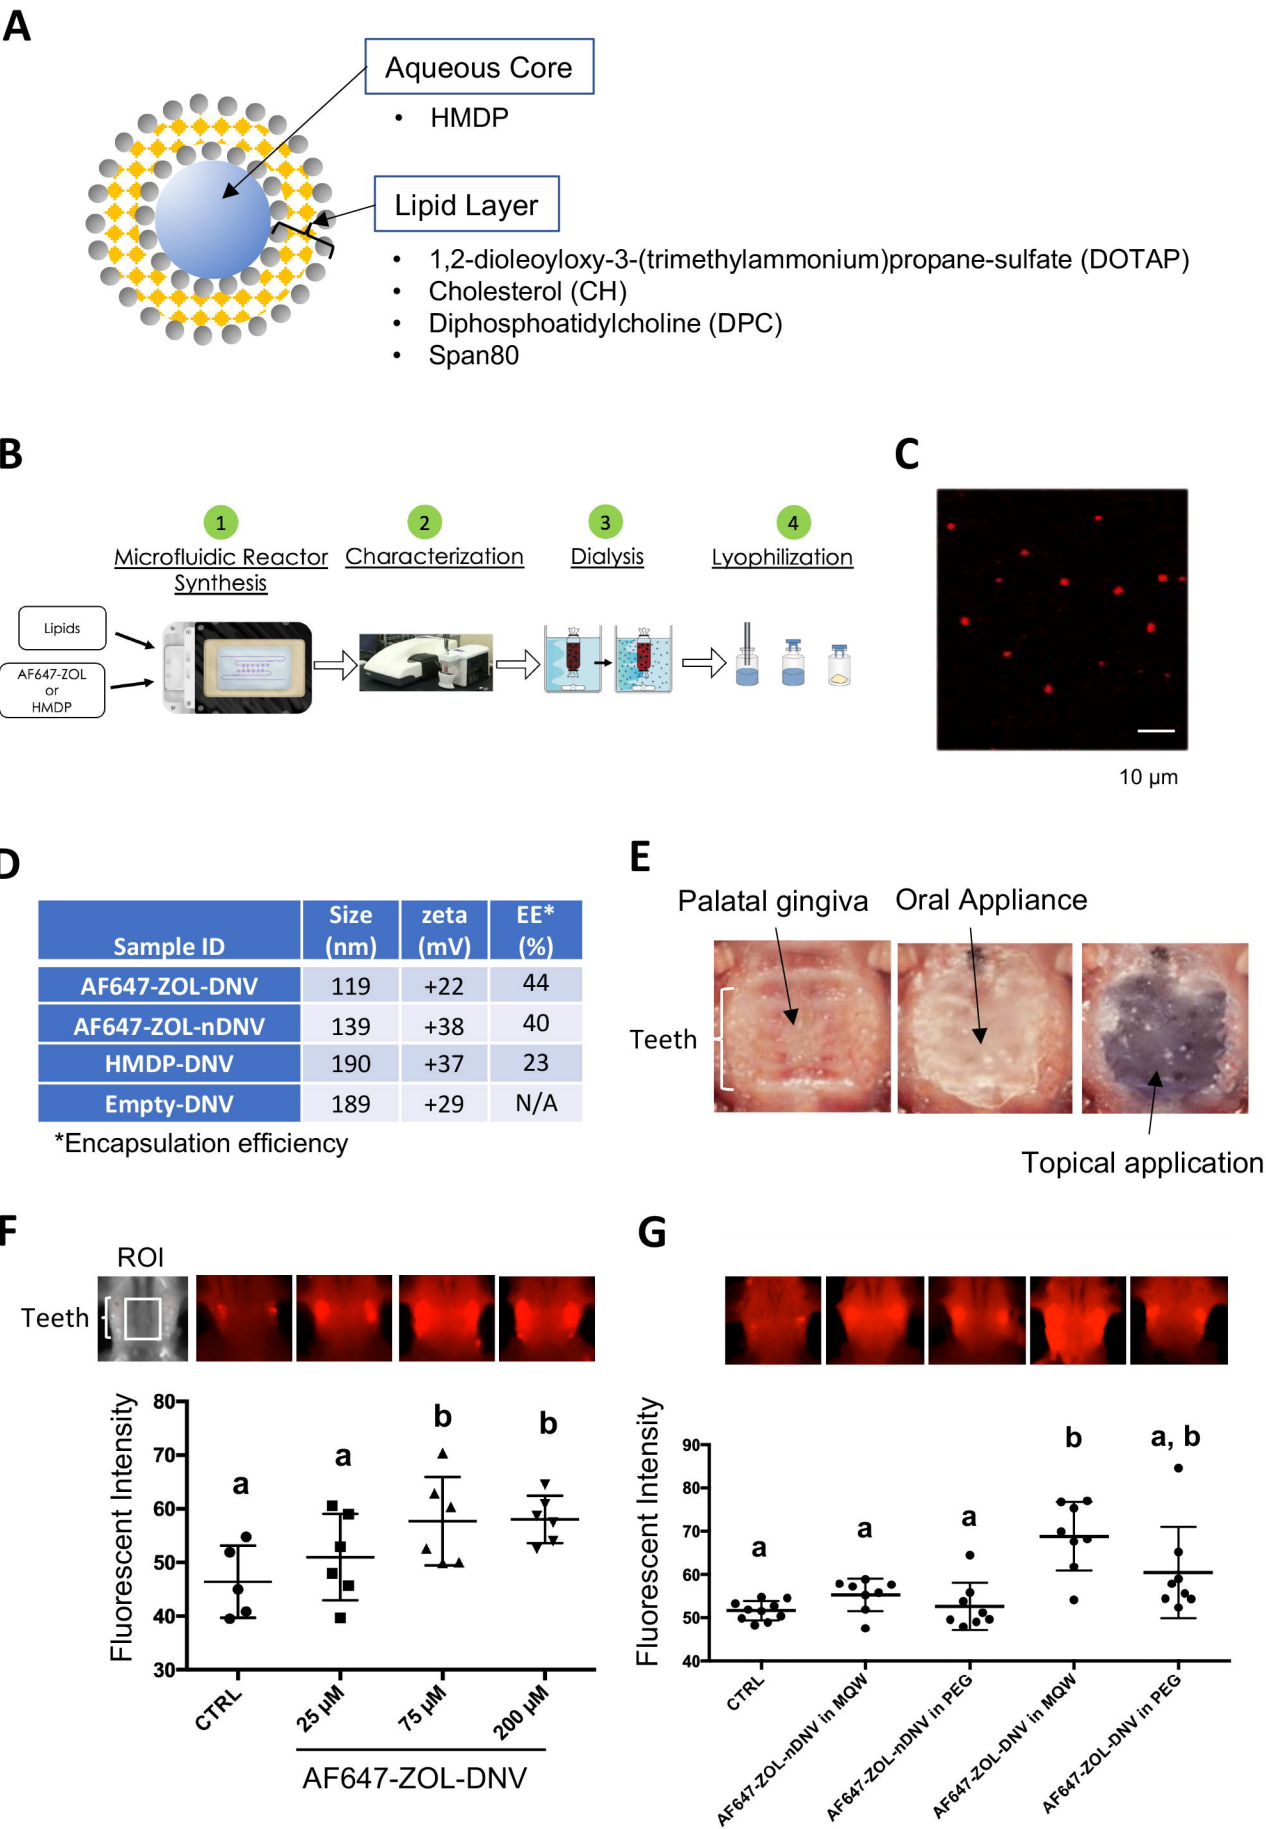 A
Aqueous Core
• HMDP
Lipid Layer
• 1,2-dioleoyloxy-3-(trimethylammonium)propane-sulfate (DOTAP)
• Cholesterol (CH)
• Diphosphoatidylcholine (DPC)
• Span80
B
1
Microfluidic Reactor
Synthesis
2
Characterization
3
Dialysis
4
Lyophilization
Lipids
AF647-ZOL
or
HMDP
C
10 µm
D
Sample ID Size (nm) zeta (mV) EE* (%)
AF647-ZOL-DNV 119 +22 44
AF647-ZOL-nDNV 139 +38 40
HMDP-DNV 190 +37 23
Empty-DNV 189 +29 N/A
*Encapsulation efficiency
E
Palatal gingiva
Oral Appliance
Teeth
Topical application
F
ROI
Teeth
Fluorescent Intensity
80
70
60
50
40
30
a
a
b
b
CTRL
25 µM
75 µM
200 µM
AF647-ZOL-DNV
G
Fluorescent Intensity
90
80
70
60
50
40
a
a
a
b
a, b
CTRL
AF647-ZOL-nDNV in MQW
AF647-ZOL-nDNV in PEG
AF647-ZOL-DNV in MQW
AF647-ZOL-DNV in PEG